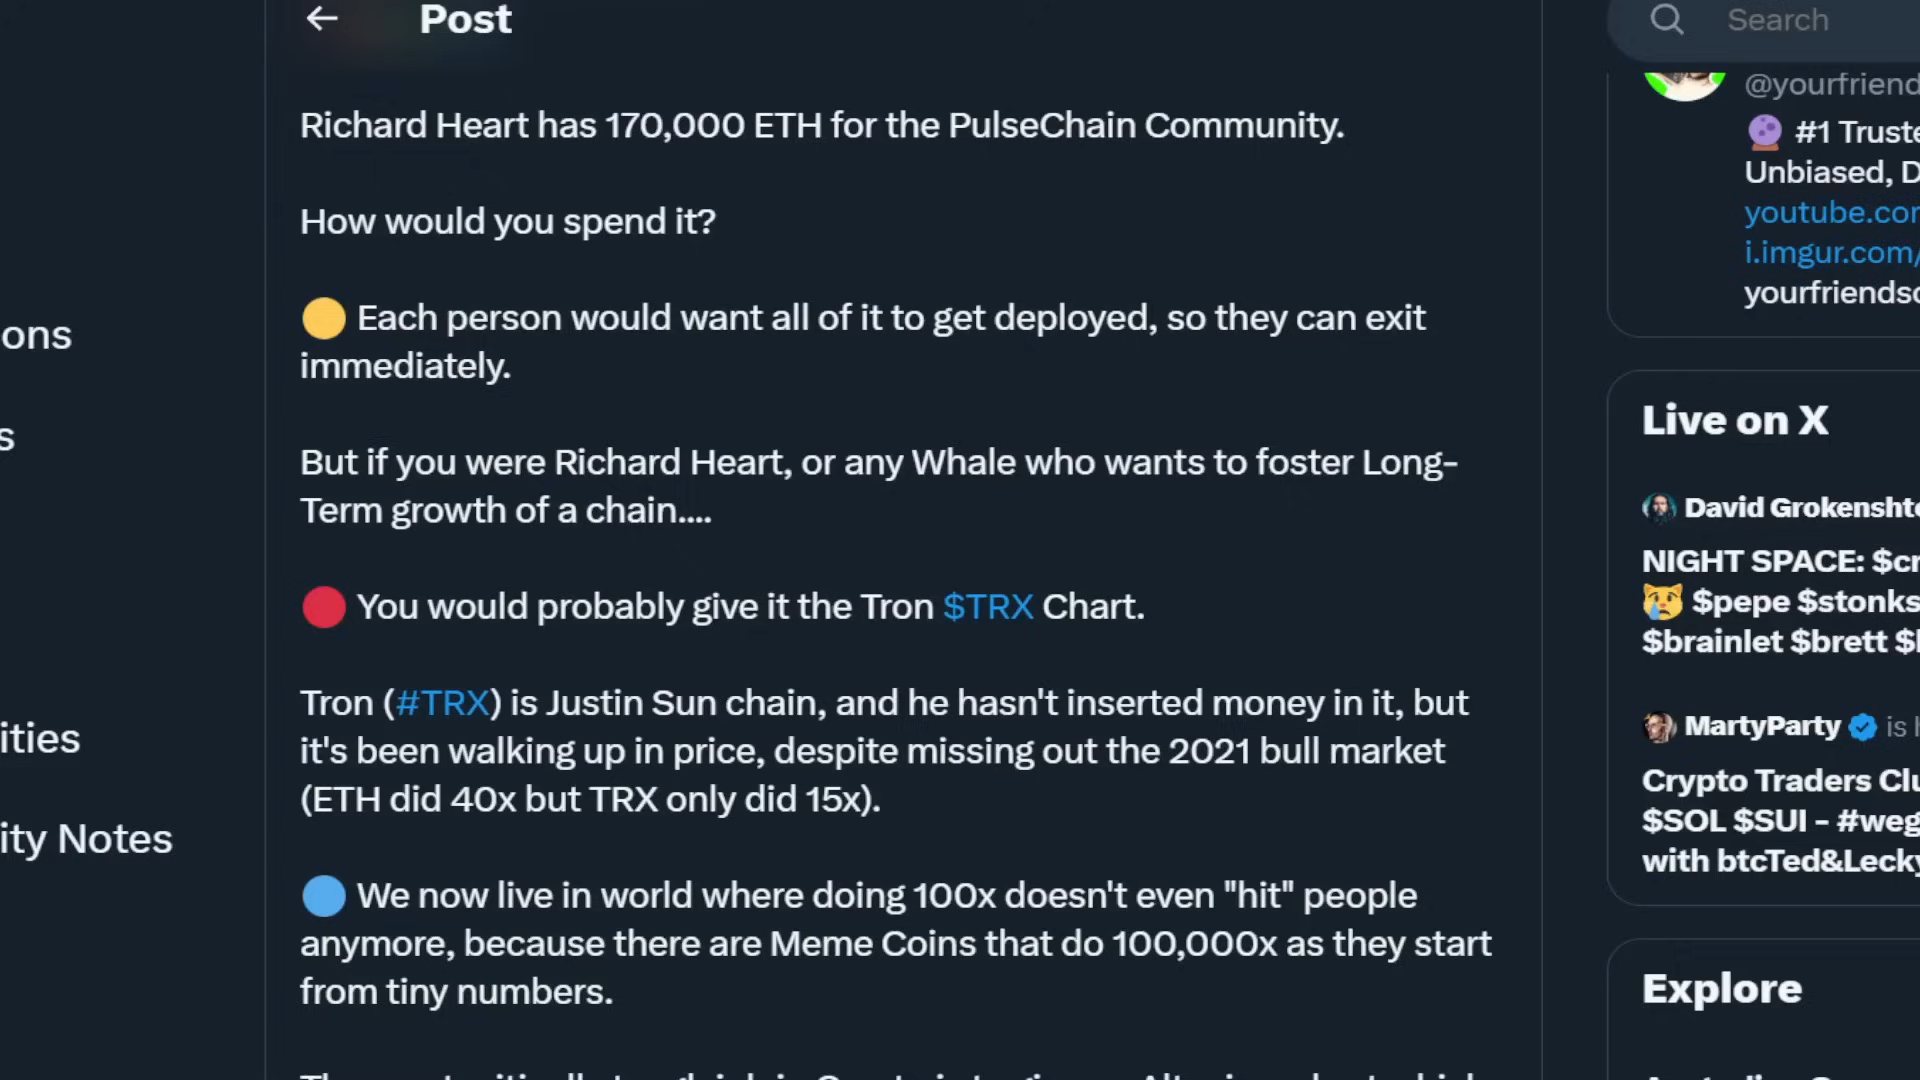 Post
Search
Richard Heart has 170,000 ETH for the PulseChain Community.
How would you spend it?
Each person would want all of it to get deployed, so they can exit
immediately.
But if you were Richard Heart, or any Whale who wants to foster Long-
Term growth of a chain....
You would probably give it the Tron $TRX Chart.
Tron (#TRX) is Justin Sun chain, and he hasn't inserted money in it, but
it's been walking up in price, despite missing out the 2021 bull market
(ETH did 40x but TRX only did 15x).
We now live in world where doing 100x doesn't even "hit" people
anymore, because there are Meme Coins that do 100,000x as they start
from tiny numbers.
ons
s
ities
ity Notes
@yourfriend
#1 Truste
Unbiased, D
youtube.cor
i.imgur.com/
yourfriendso
Live on X
David Grokenshte
NIGHT SPACE: $cr
$pepe $stonks
$brainlet $brett $
MartyParty is h
Crypto Traders Clu
$SOL $SUI - #weg
with btcTed&Lecky
Explore